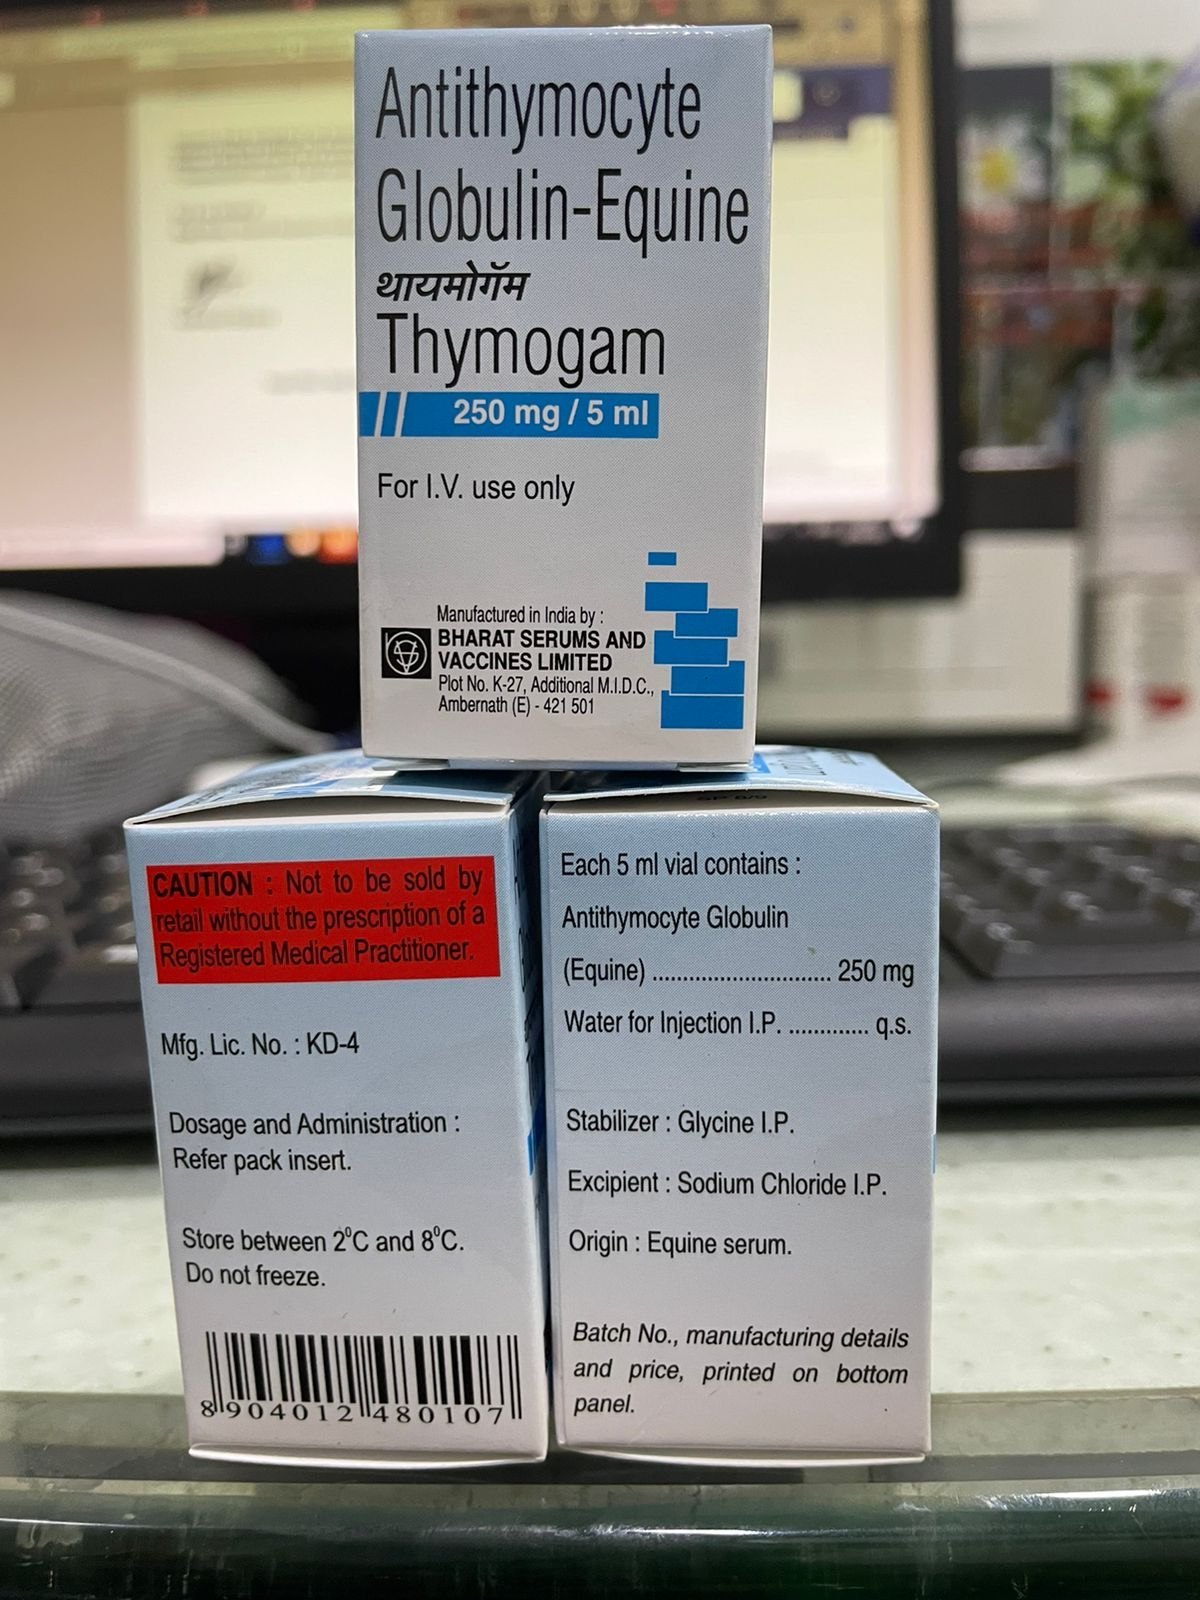 Antithymocyte
Globulin-Equine
थायमोगॅम
Thymogam
250 mg / 5 ml
For I.V. use only
Manufactured in India by :
BHARAT SERUMS AND
VACCINES LIMITED
Plot No. K-27, Additional M.I.D.C.,
Ambernath (E) - 421 501
CAUTION : Not to be sold by
retail without the prescription of a
Registered Medical Practitioner.
Mfg. Lic. No. : KD-4
Dosage and Administration :
Refer pack insert.
Store between 2⁰C and 8⁰C.
Do not freeze.
8 904012 480107
Each 5 ml vial contains :
Antithymocyte Globulin
(Equine) ........................... 250 mg
Water for Injection I.P. ............. q.s.
Stabilizer : Glycine I.P.
Excipient : Sodium Chloride I.P.
Origin : Equine serum.
Batch No., manufacturing details
and price, printed on bottom
panel.